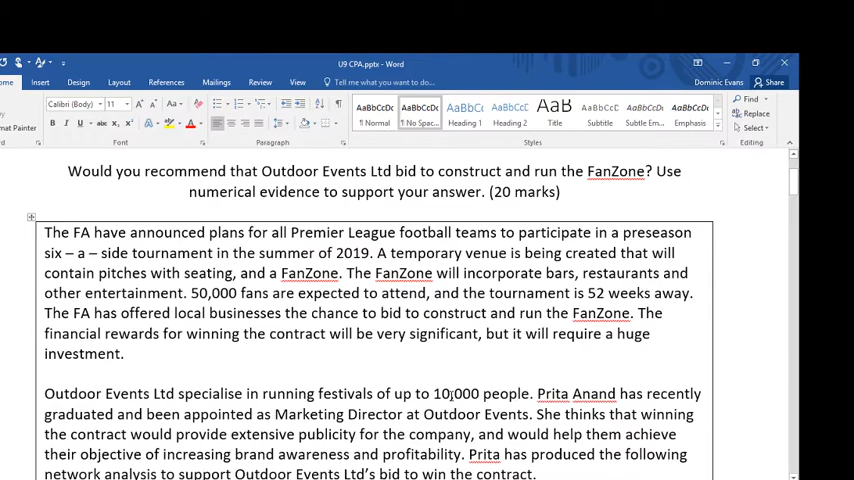 U9 CPA.pptx - Word
ome Insert Design Layout References Mailings Review View Tell me what you want to do... Dominic Evans Share
Calibri (Body) 11 A A Aa AaBbCcDc AaBbCcDc AaBbCc AaBbCcC AaB AaBbCcD AaBbCcDc AaBbCcDc Find
mat Painter B I U abc X₂ X² A A ¶ Normal ¶ No Spac... Heading 1 Heading 2 Title Subtitle Subtle Em... Emphasis Replace
Select
Font Paragraph Styles Editing
Would you recommend that Outdoor Events Ltd bid to construct and run the FanZone? Use
numerical evidence to support your answer. (20 marks)
The FA have announced plans for all Premier League football teams to participate in a preseason
six – a – side tournament in the summer of 2019. A temporary venue is being created that will
contain pitches with seating, and a FanZone. The FanZone will incorporate bars, restaurants and
other entertainment. 50,000 fans are expected to attend, and the tournament is 52 weeks away.
The FA has offered local businesses the chance to bid to construct and run the FanZone. The
financial rewards for winning the contract will be very significant, but it will require a huge
investment.
Outdoor Events Ltd specialise in running festivals of up to 10,000 people. Prita Anand has recently
graduated and been appointed as Marketing Director at Outdoor Events. She thinks that winning
the contract would provide extensive publicity for the company, and would help them achieve
their objective of increasing brand awareness and profitability. Prita has produced the following
network analysis to support Outdoor Events Ltd's bid to win the contract.